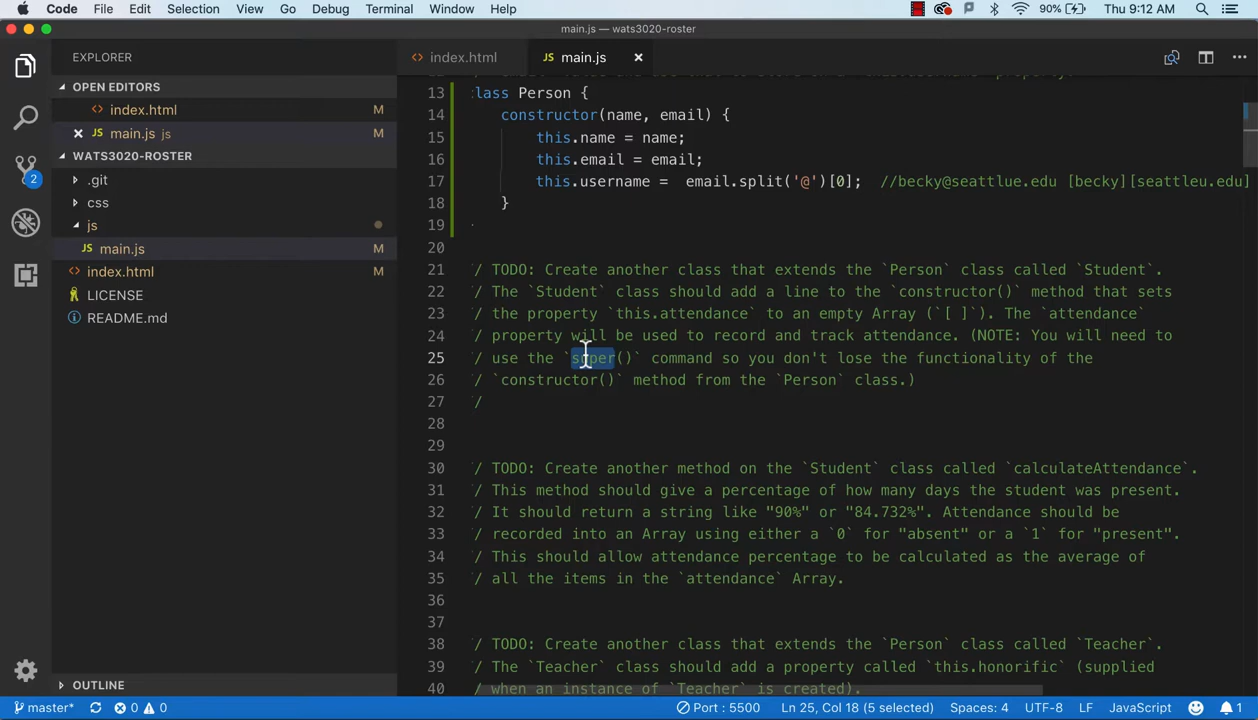 Code File Edit Selection View Go Debug Terminal Window Help 90% Thu 9:12 AM
main.js — wats3020-roster
EXPLORER
OPEN EDITORS
index.html M
main.js js M
WATS3020-ROSTER
.git
css
js
main.js M
index.html M
LICENSE
README.md
OUTLINE
index.html
main.js
13 lass Person {
14 constructor(name, email) {
15 this.name = name;
16 this.email = email;
17 this.username = email.split('@')[0]; //becky@seattlue.edu [becky][seattleu.edu]
18 }
19
20
21 / TODO: Create another class that extends the `Person` class called `Student`.
22 / The `Student` class should add a line to the `constructor()` method that sets
23 / the property `this.attendance` to an empty Array (`[ ]`). The `attendance`
24 / property will be used to record and track attendance. (NOTE: You will need to
25 / use the `super()` command so you don't lose the functionality of the
26 / `constructor()` method from the `Person` class.)
27 /
28
29
30 / TODO: Create another method on the `Student` class called `calculateAttendance`.
31 / This method should give a percentage of how many days the student was present.
32 / It should return a string like "90%" or "84.732%". Attendance should be
33 / recorded into an Array using either a `0` for "absent" or a `1` for "present".
34 / This should allow attendance percentage to be calculated as the average of
35 / all the items in the `attendance` Array.
36
37
38 / TODO: Create another class that extends the `Person` class called `Teacher`.
39 / The `Teacher` class should add a property called `this.honorific` (supplied
40 / when an instance of `Teacher` is created).
2
master* 0 0 Port : 5500 Ln 25, Col 18 (5 selected) Spaces: 4 UTF-8 LF JavaScript 1